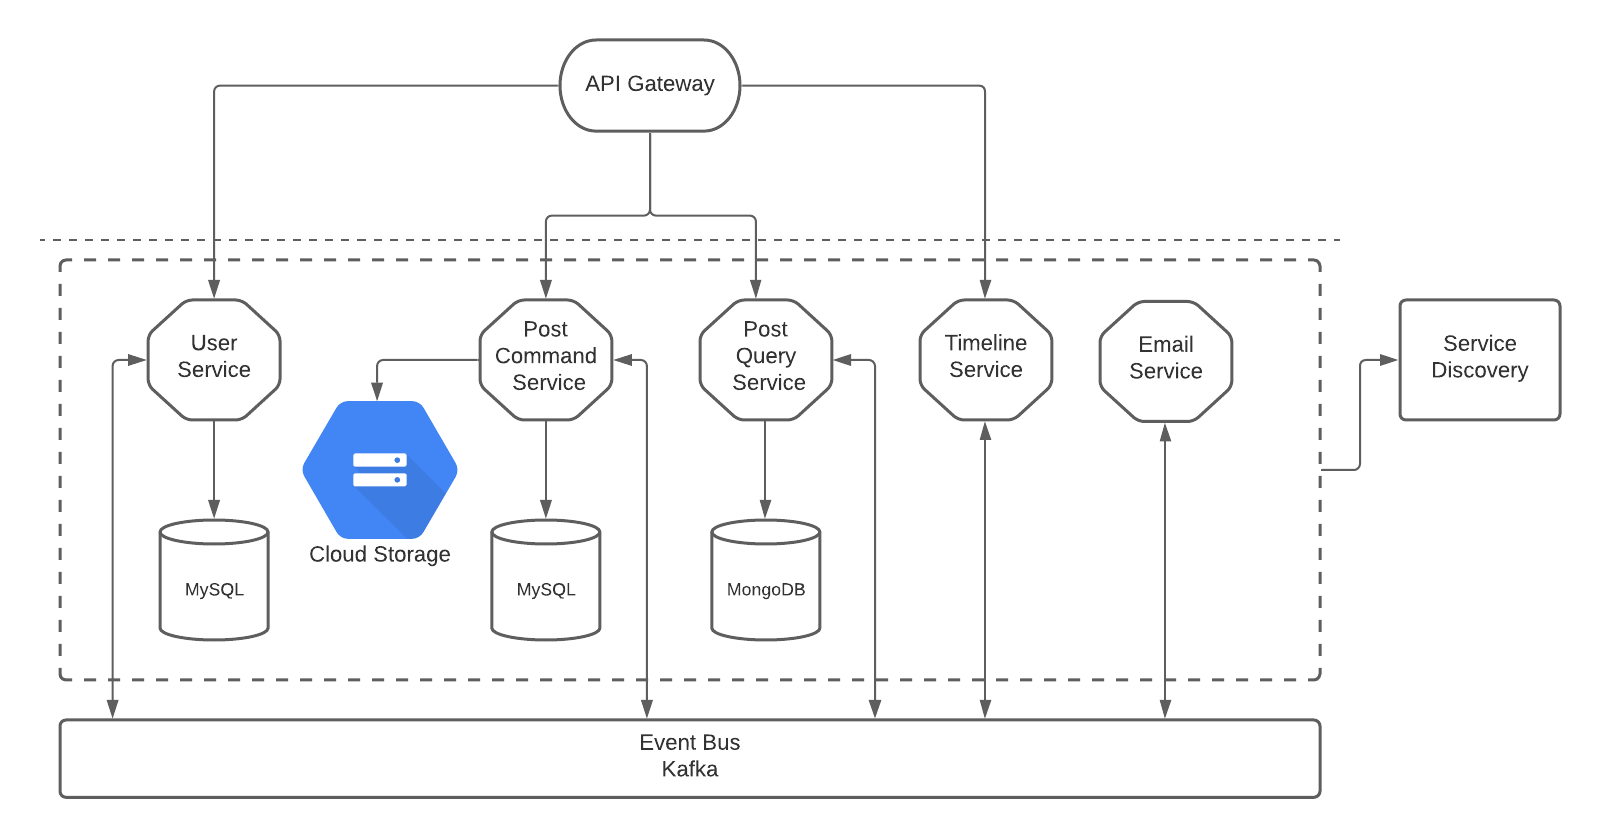 API Gateway
User
Service
Post
Command
Service
Post
Query
Service
Timeline
Service
Email
Service
Service
Discovery
Cloud Storage
MySQL
MySQL
MongoDB
Event Bus
Kafka